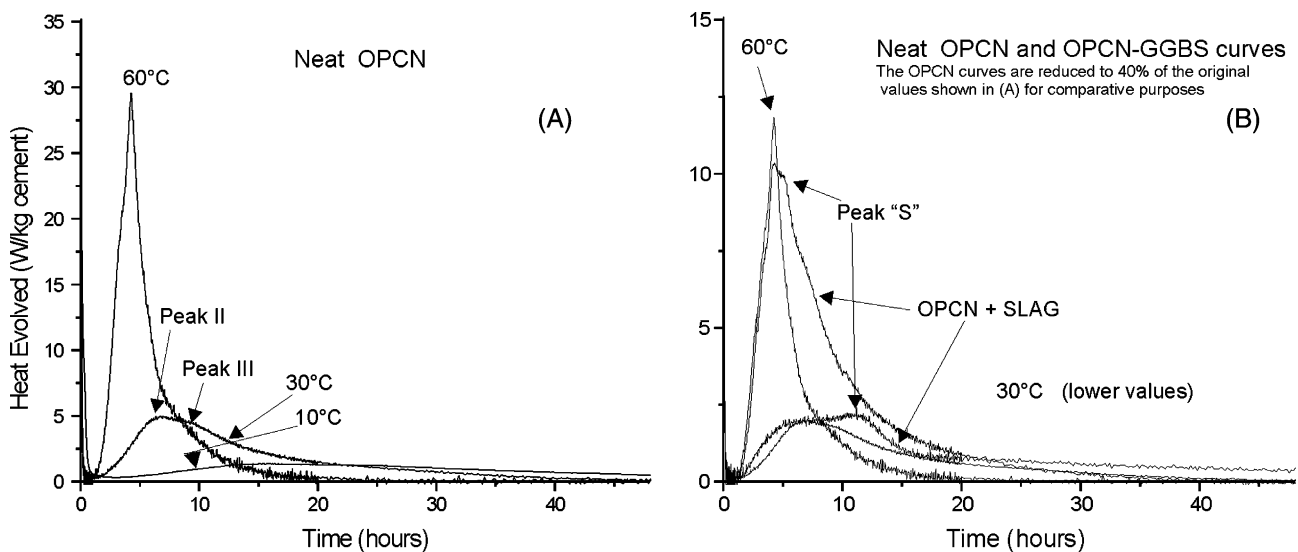 Neat OPCN
(A)
60°C
Peak II
Peak III
30°C
10°C
Heat Evolved (W/kg cement)
35
30
25
20
15
10
5
0
0
10
20
30
40
Time (hours)
Neat OPCN and OPCN-GGBS curves
The OPCN curves are reduced to 40% of the original
values shown in (A) for comparative purposes
(B)
60°C
Peak “S”
OPCN + SLAG
30°C (lower values)
15
10
5
0
0
10
20
30
40
Time (hours)